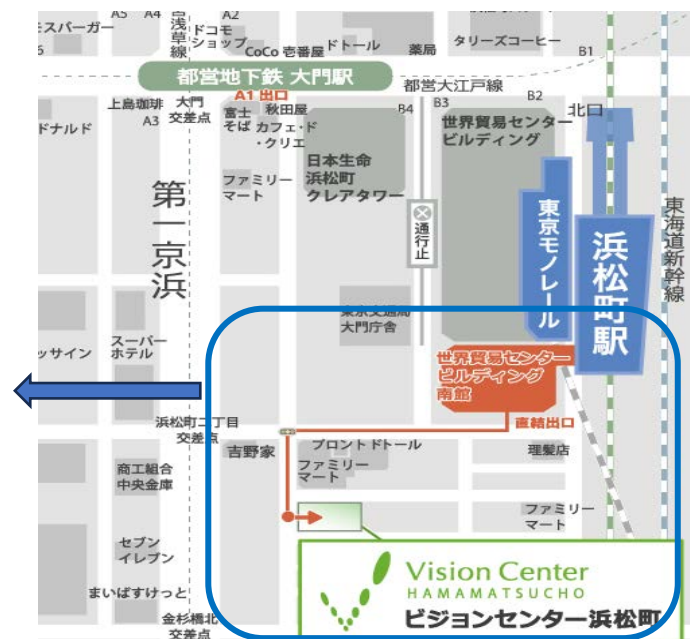 モスバーガー
A5
A4
宮
浅
草
線
A2
ドコモ
ショップ
CoCo 壱番屋
ドトール
薬局
タリーズコーヒー
B1
都営地下鉄 大門駅
都営大江戸線
A1 出口
上島珈琲
A3
大門
交差点
ドナルド
富士
そば
秋田屋
カフェ・ド
・クリエ
B4
B3
B2
北口
日本生命
浜松町
クレアタワー
世界貿易センター
ビルディング
ファミリー
マート
第一京浜
通行止
東京モノレール
浜松町駅
東海道新幹線
東京交通局
大門庁舎
ッサイン
スーパー
ホテル
世界貿易センター
ビルディング
南館
直結出口
浜松町二丁目
交差点
吉野家
プロントドトール
ファミリー
マート
理髪店
商工組合
中央金庫
ファミリー
マート
セブン
イレブン
まいばすけっと
金杉橋北
交差点
Vision Center
HAMAMATSUCHO
ビジョンセンター浜松町